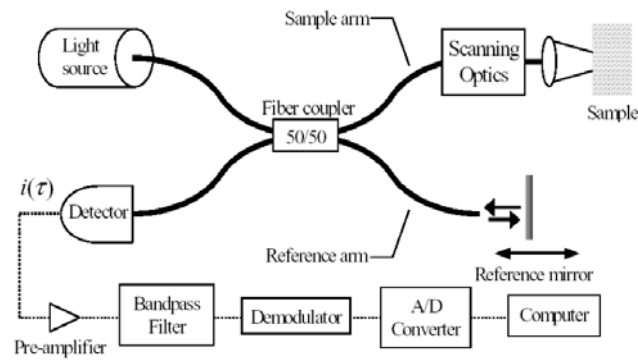 Light
source
Sample arm
Scanning
Optics
Sample
Fiber coupler
50/50
i(τ)
Detector
Reference arm
Reference mirror
Pre-amplifier
Bandpass
Filter
Demodulator
A/D
Converter
Computer